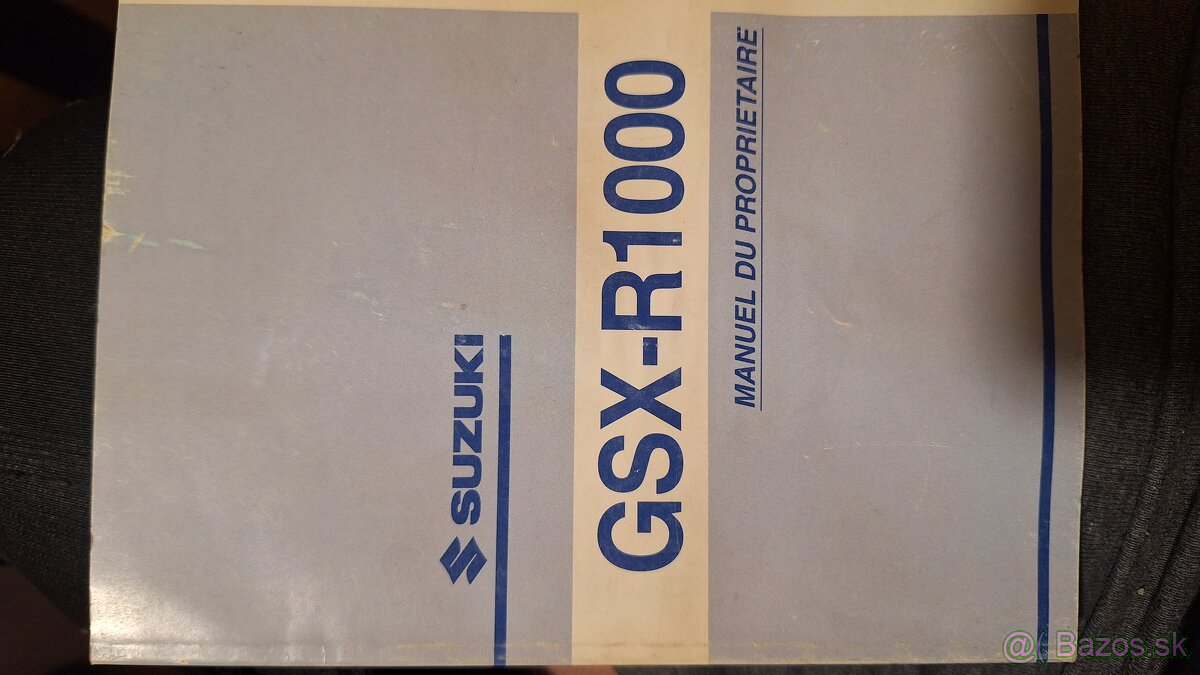 SUZUKI
GSX-R1000
MANUEL DU PROPRIETAIRE
@ Bazos.sk